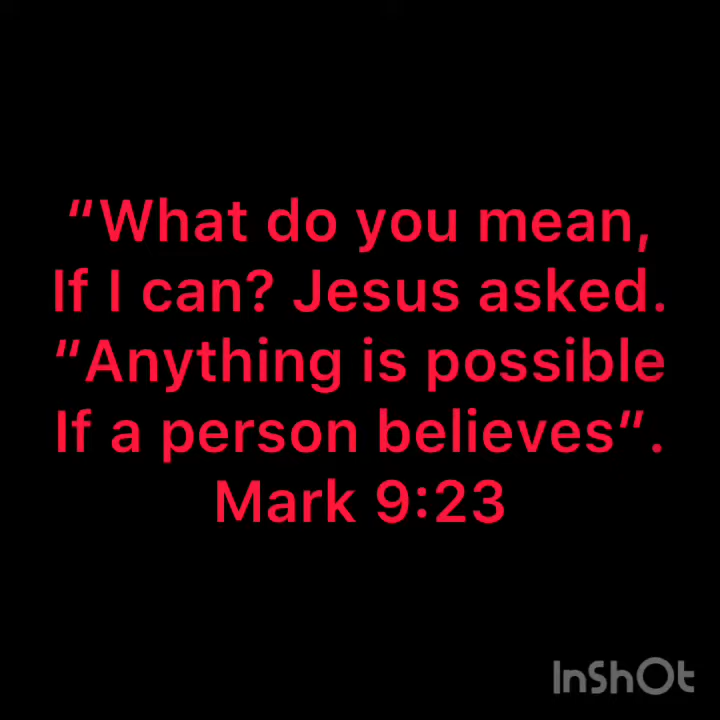 “What do you mean,
If I can? Jesus asked.
“Anything is possible
If a person believes”.
Mark 9:23
InShOt